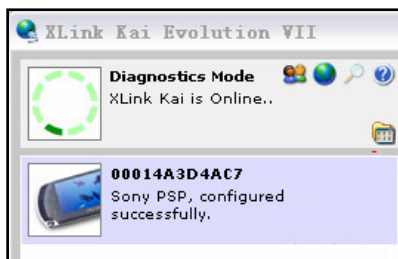 XLink Kai Evolution VII
Diagnostics Mode
XLink Kai is Online..
00014A3D4AC7
Sony PSP, configured
successfully.